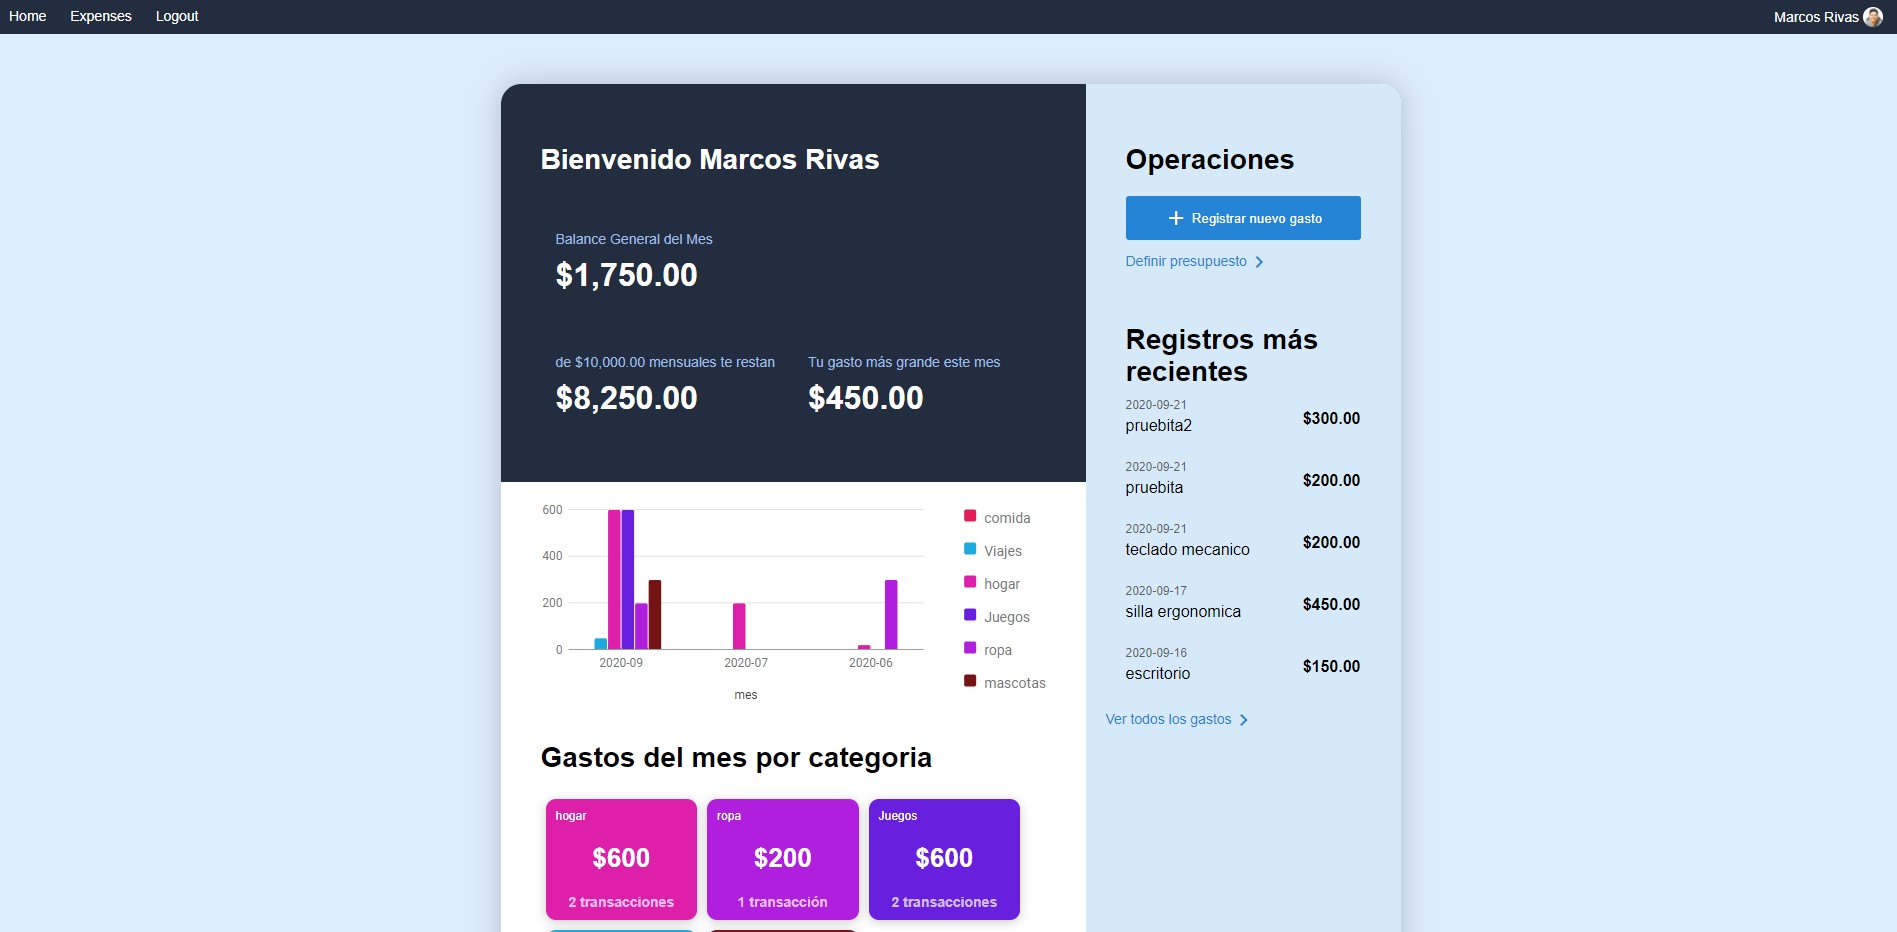 Home Expenses Logout Marcos Rivas
Bienvenido Marcos Rivas
Balance General del Mes
$1,750.00
de $10,000.00 mensuales te restan
$8,250.00
Tu gasto más grande este mes
$450.00
600
400
200
0
2020-09 2020-07 2020-06
mes
comida
Viajes
hogar
Juegos
ropa
mascotas
Gastos del mes por categoria
hogar
$600
2 transacciones
ropa
$200
1 transacción
Juegos
$600
2 transacciones
Operaciones
Registrar nuevo gasto
Definir presupuesto
Registros más
recientes
2020-09-21
pruebita2 $300.00
2020-09-21
pruebita $200.00
2020-09-21
teclado mecanico $200.00
2020-09-17
silla ergonomica $450.00
2020-09-16
escritorio $150.00
Ver todos los gastos